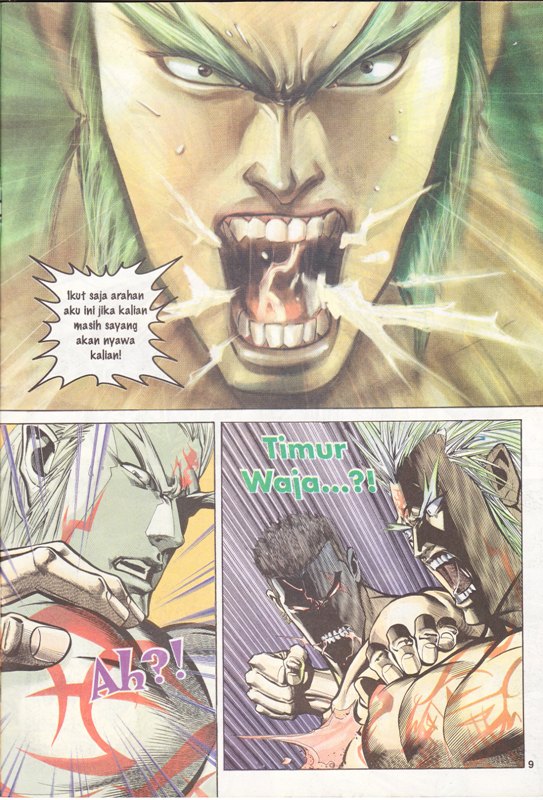 Ikut saja arahan
aku ini jika kalian
masih sayang
akan nyawa
kalian!
Ah?!
Timur
Waja...?!
9